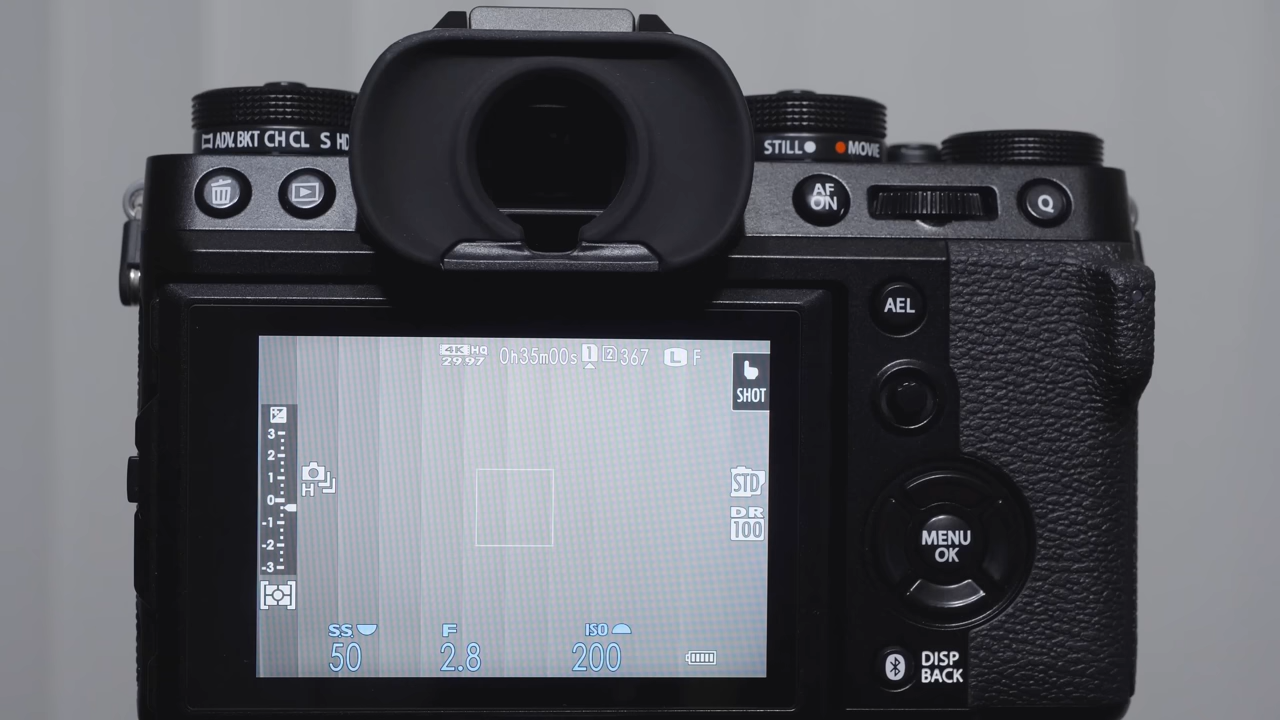 ADV. BKT CH CL S HD
STILL MOVIE
AF
ON
Q
AEL
4K HQ
29.97
0h35m00s 1 2 367 L F
SHOT
3
2
1
0
-1
-2
-3
H
STD
DR
100
MENU
OK
S.S. F ISO
50 2.8 200
DISP
BACK